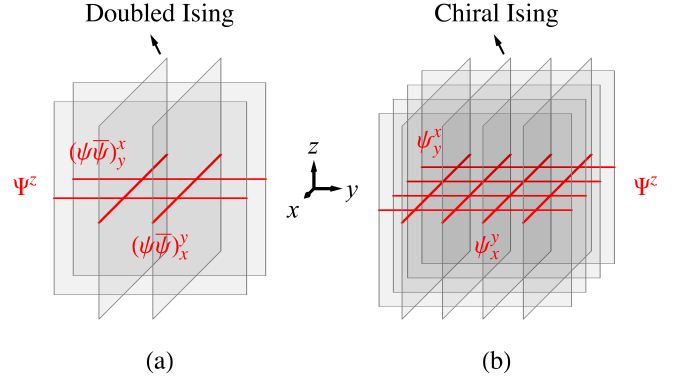 Doubled Ising
Chiral Ising
(ψψ̅)ˣᵧ
Ψᶻ
(ψψ̅)ʸₓ
z
y
x
ψˣᵧ
ψʸₓ
Ψᶻ
(a)
(b)